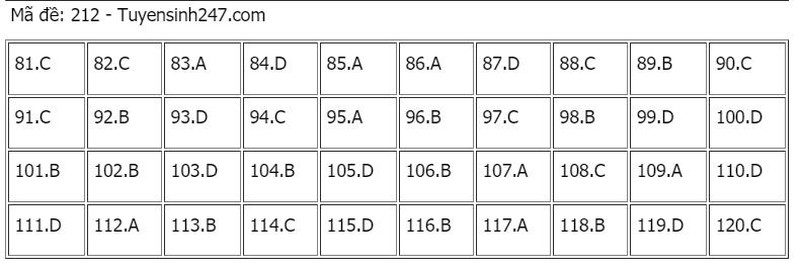 Mã đề: 212 - Tuyensinh247.com
81.C 82.C 83.A 84.D 85.A 86.A 87.D 88.C 89.B 90.C
91.C 92.B 93.D 94.C 95.A 96.B 97.C 98.B 99.D 100.D
101.B 102.B 103.D 104.B 105.D 106.B 107.A 108.C 109.A 110.D
111.D 112.A 113.B 114.C 115.D 116.B 117.A 118.B 119.D 120.C